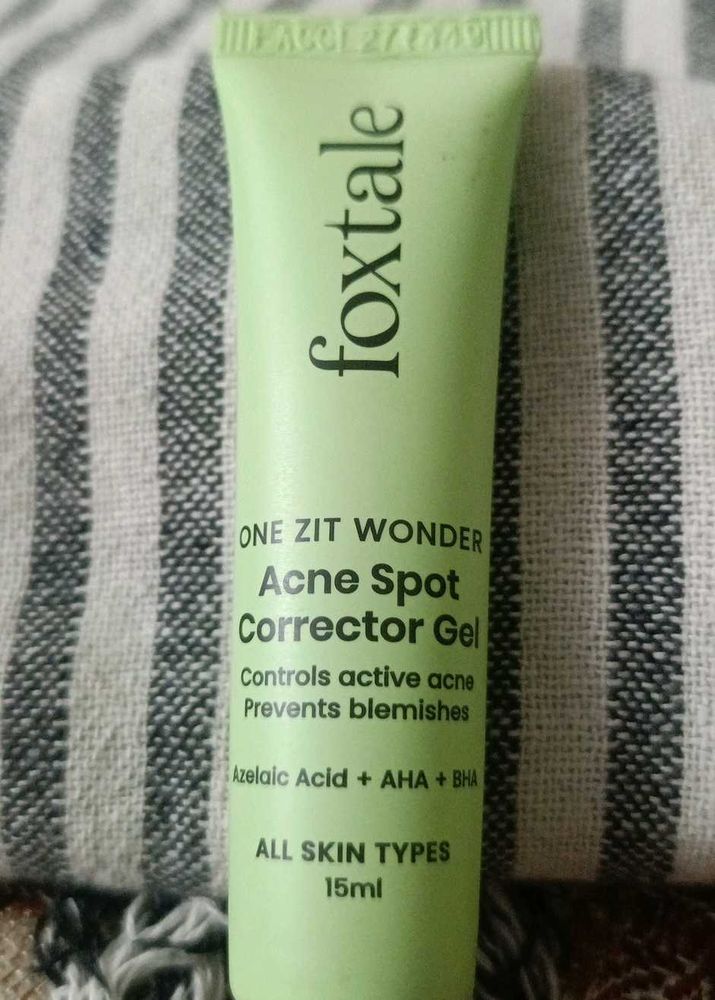 foxtale
ONE ZIT WONDER
Acne Spot
Corrector Gel
Controls active acne
Prevents blemishes
Azelaic Acid + AHA + BHA
ALL SKIN TYPES
15ml